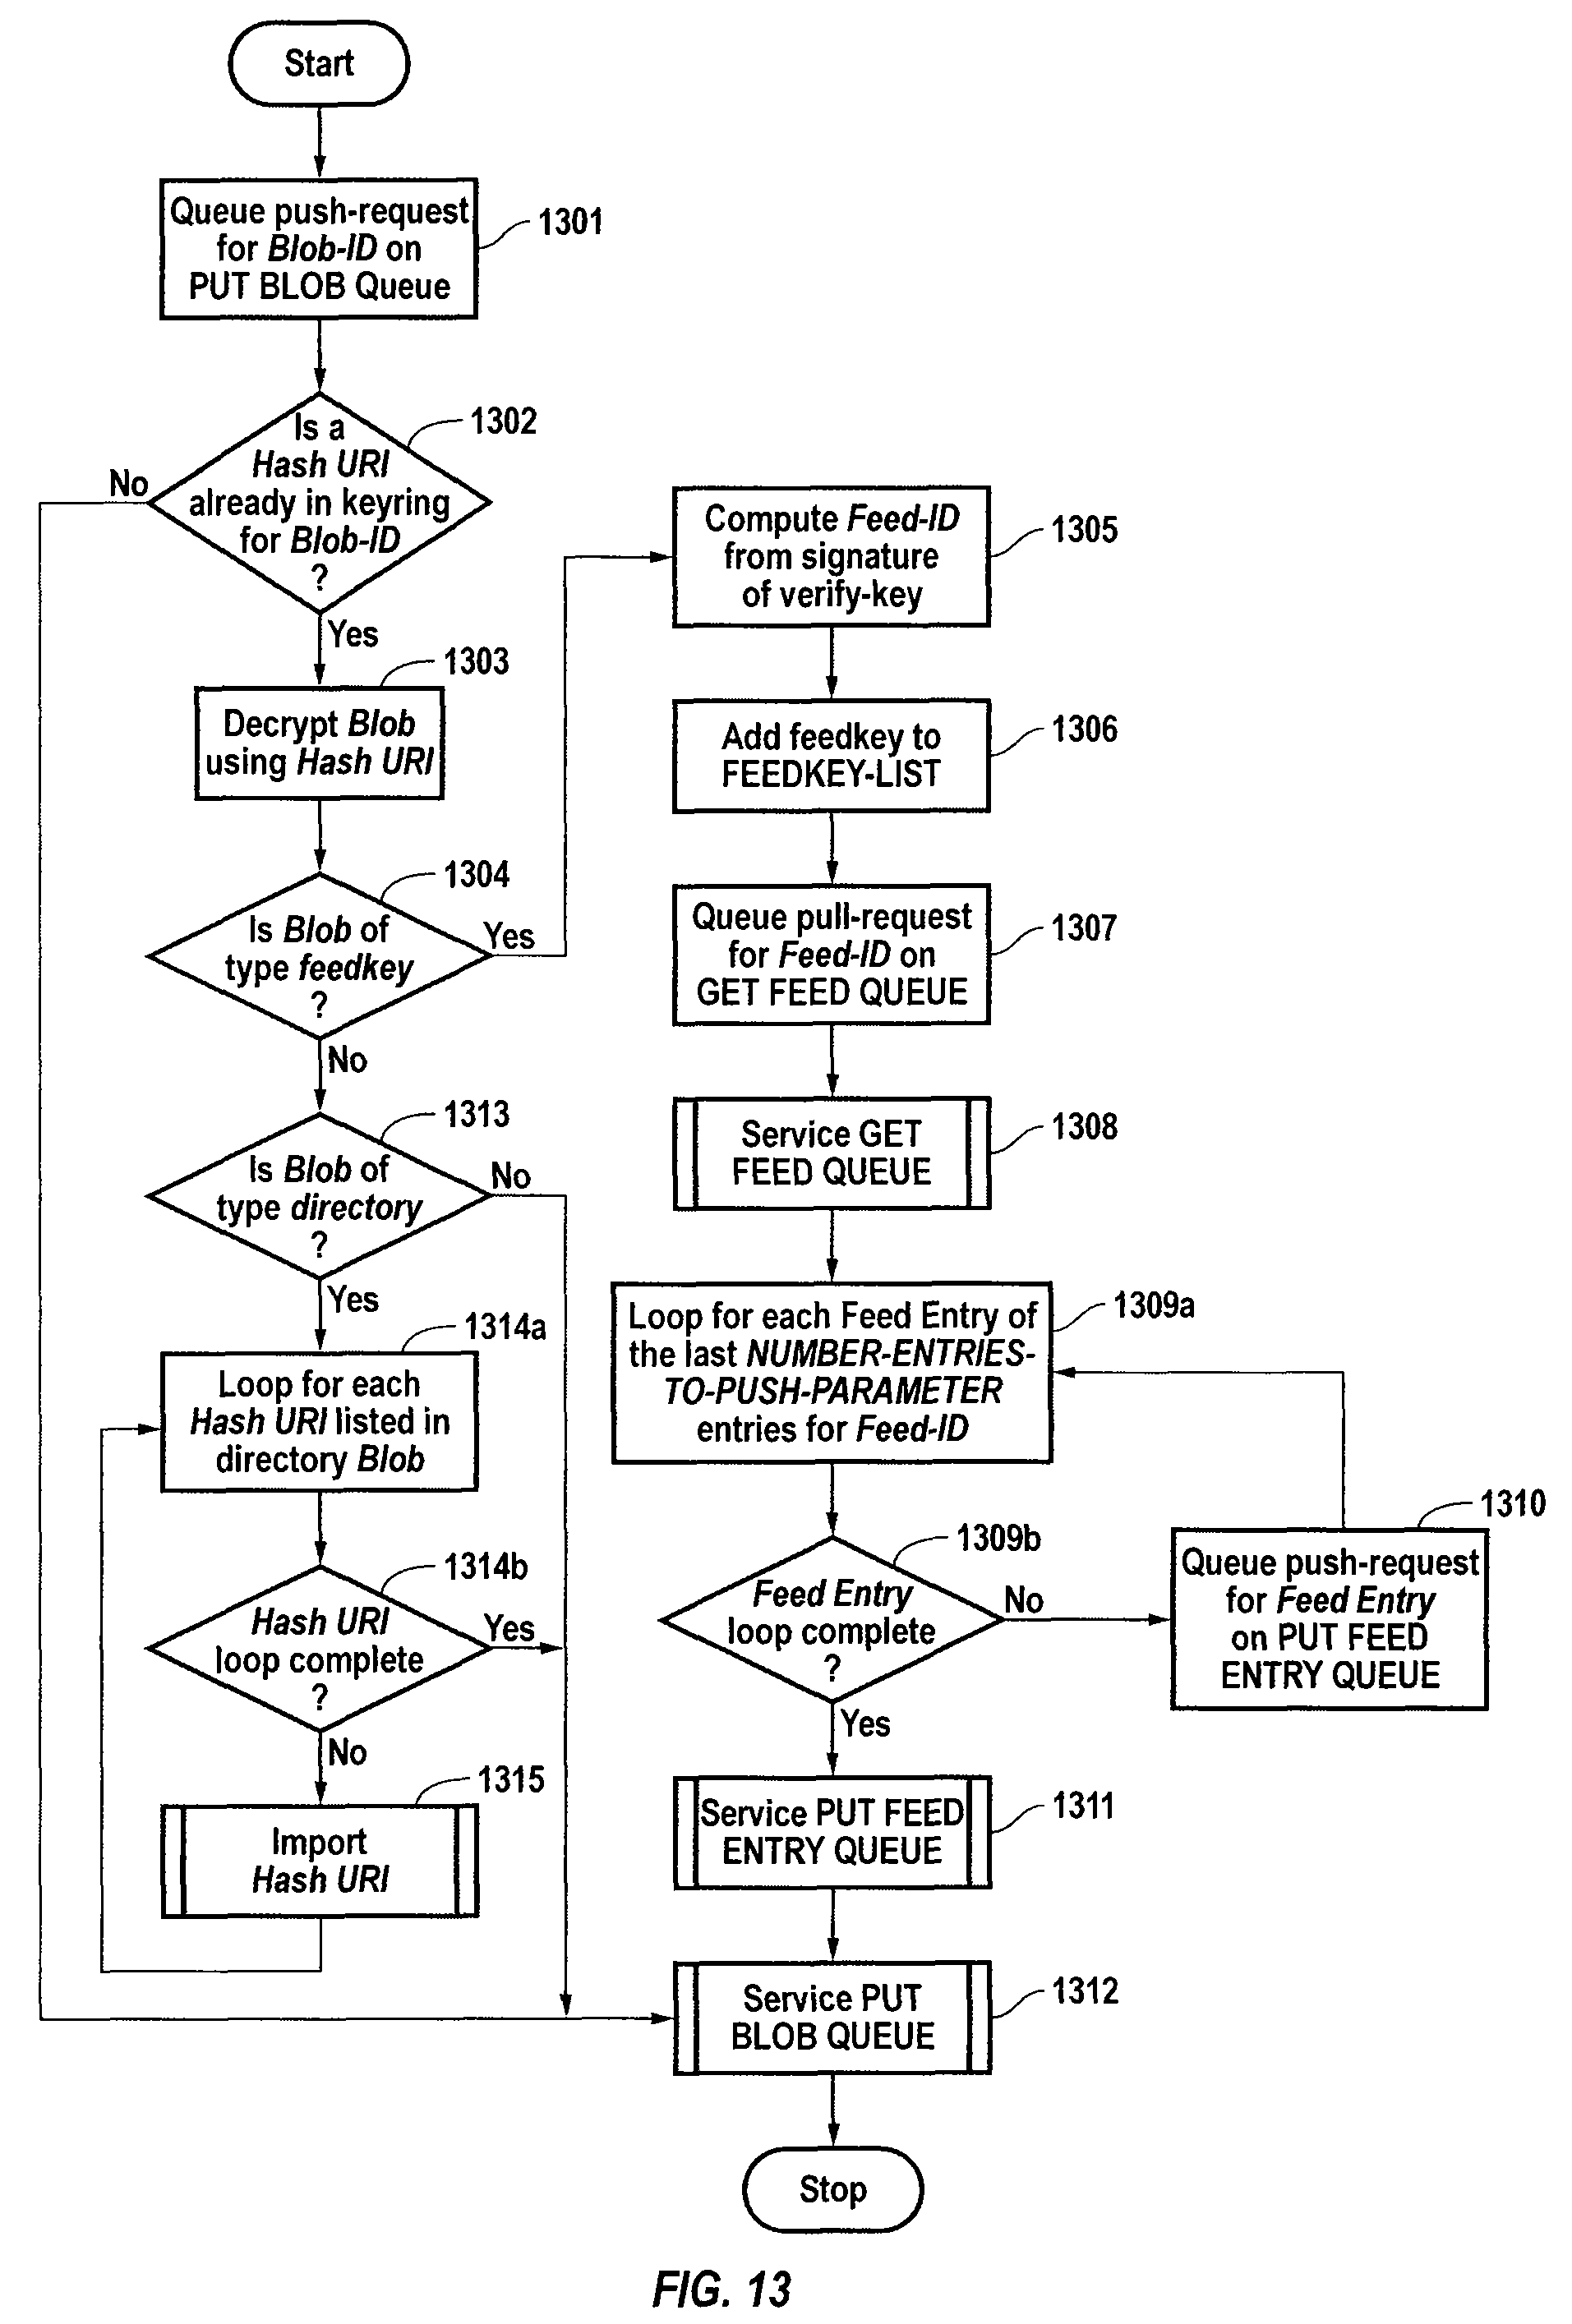 Start
Queue push-request
for Blob-ID on
PUT BLOB Queue
1301
Is a
Hash URI
already in keyring
for Blob-ID
?
1302
No
Yes
Decrypt Blob
using Hash URI
1303
Is Blob of
type feedkey
?
1304
Yes
No
Is Blob of
type directory
?
1313
No
Yes
Loop for each
Hash URI listed in
directory Blob
1314a
Hash URI
loop complete
?
1314b
Yes
No
Import
Hash URI
1315
Compute Feed-ID
from signature
of verify-key
1305
Add feedkey to
FEEDKEY-LIST
1306
Queue pull-request
for Feed-ID on
GET FEED QUEUE
1307
Service GET
FEED QUEUE
1308
Loop for each Feed Entry of
the last NUMBER-ENTRIES-
TO-PUSH-PARAMETER
entries for Feed-ID
1309a
Feed Entry
loop complete
?
1309b
No
Yes
Queue push-request
for Feed Entry
on PUT FEED
ENTRY QUEUE
1310
Service PUT FEED
ENTRY QUEUE
1311
Service PUT
BLOB QUEUE
1312
Stop
FIG. 13